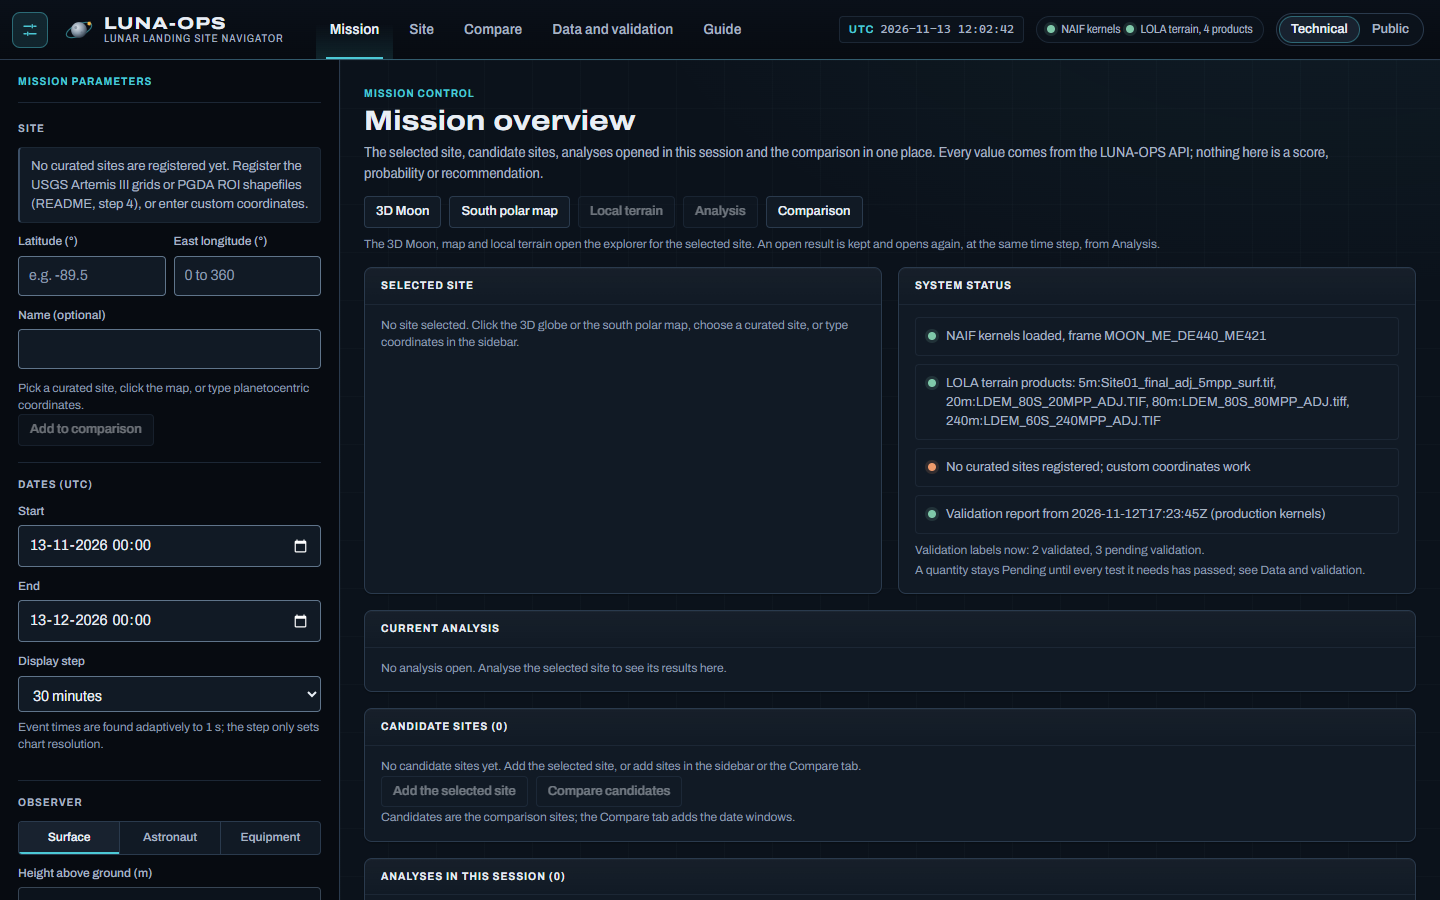 LUNA-OPS
LUNAR LANDING SITE NAVIGATOR
Mission
Site
Compare
Data and validation
Guide
UTC 2026-11-13 12:02:42
NAIF kernels
LOLA terrain, 4 products
Technical
Public
MISSION PARAMETERS
SITE
No curated sites are registered yet. Register the
USGS Artemis III grids or PGDA ROI shapefiles
(README, step 4), or enter custom coordinates.
Latitude (°)
East longitude (°)
e.g. -89.5
0 to 360
Name (optional)
Pick a curated site, click the map, or type planetocentric
coordinates.
Add to comparison
DATES (UTC)
Start
13-11-2026 00:00
End
13-12-2026 00:00
Display step
30 minutes
Event times are found adaptively to 1 s; the step only sets
chart resolution.
OBSERVER
Surface
Astronaut
Equipment
Height above ground (m)
MISSION CONTROL
Mission overview
The selected site, candidate sites, analyses opened in this session and the comparison in one place. Every value comes from the LUNA-OPS API; nothing here is a score,
probability or recommendation.
3D Moon
South polar map
Local terrain
Analysis
Comparison
The 3D Moon, map and local terrain open the explorer for the selected site. An open result is kept and opens again, at the same time step, from Analysis.
SELECTED SITE
No site selected. Click the 3D globe or the south polar map, choose a curated site, or type
coordinates in the sidebar.
SYSTEM STATUS
NAIF kernels loaded, frame MOON_ME_DE440_ME421
LOLA terrain products: 5m:Site01_final_adj_5mpp_surf.tif,
20m:LDEM_80S_20MPP_ADJ.TIF, 80m:LDEM_80S_80MPP_ADJ.tiff,
240m:LDEM_60S_240MPP_ADJ.TIF
No curated sites registered; custom coordinates work
Validation report from 2026-11-12T17:23:45Z (production kernels)
Validation labels now: 2 validated, 3 pending validation.
A quantity stays Pending until every test it needs has passed; see Data and validation.
CURRENT ANALYSIS
No analysis open. Analyse the selected site to see its results here.
CANDIDATE SITES (0)
No candidate sites yet. Add the selected site, or add sites in the sidebar or the Compare tab.
Add the selected site
Compare candidates
Candidates are the comparison sites; the Compare tab adds the date windows.
ANALYSES IN THIS SESSION (0)